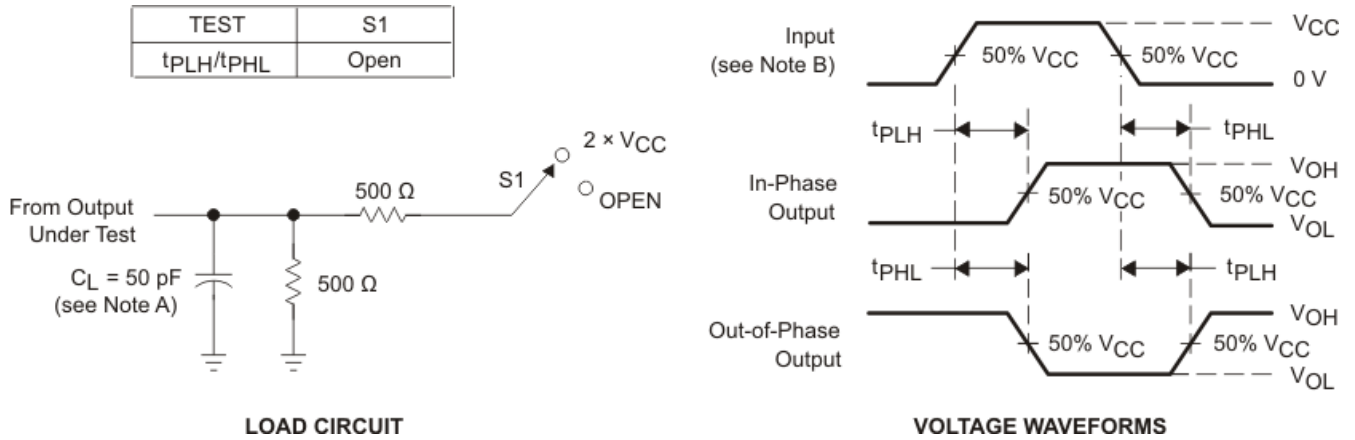 TEST S1
tPLH/tPHL Open
2 × VCC
S1
OPEN
500 Ω
From Output
Under Test
CL = 50 pF
(see Note A)
500 Ω
LOAD CIRCUIT
Input
(see Note B)
50% VCC
50% VCC
VCC
0 V
tPLH
tPHL
In-Phase
Output
50% VCC
50% VCC
VOH
VOL
tPHL
tPLH
Out-of-Phase
Output
50% VCC
50% VCC
VOH
VOL
VOLTAGE WAVEFORMS